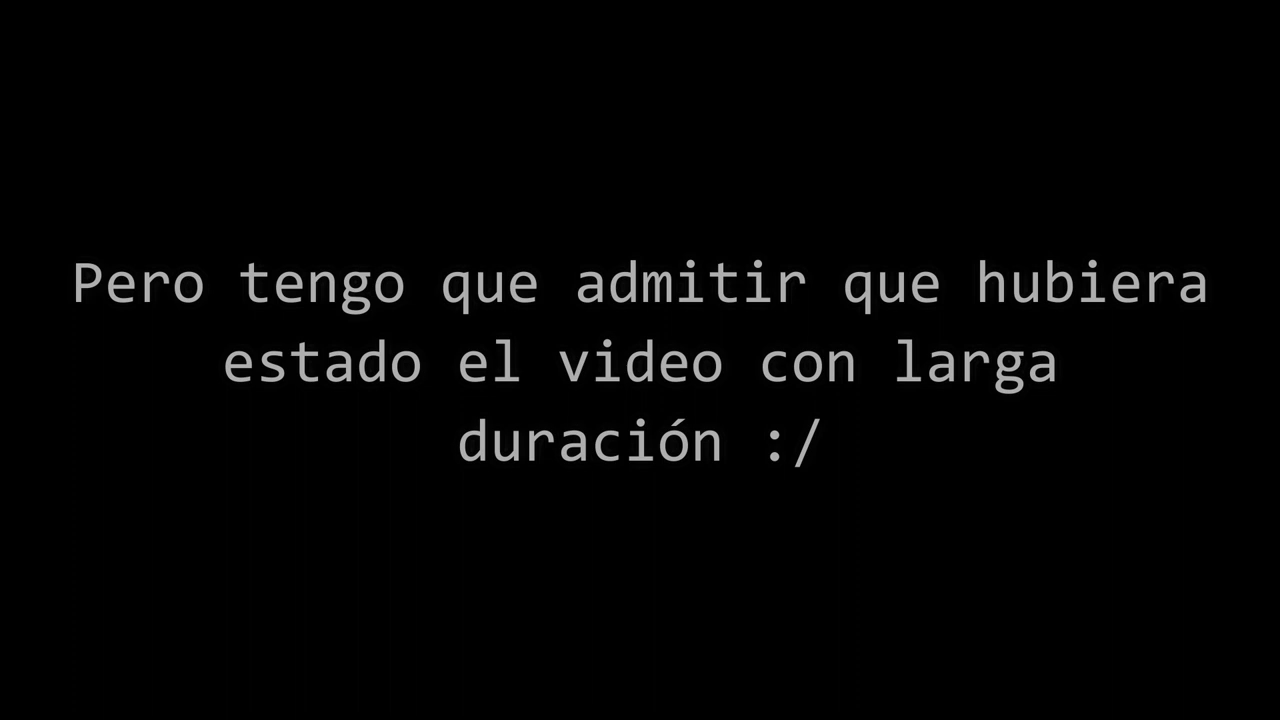 Pero tengo que admitir que hubiera
estado el video con larga
duración :/